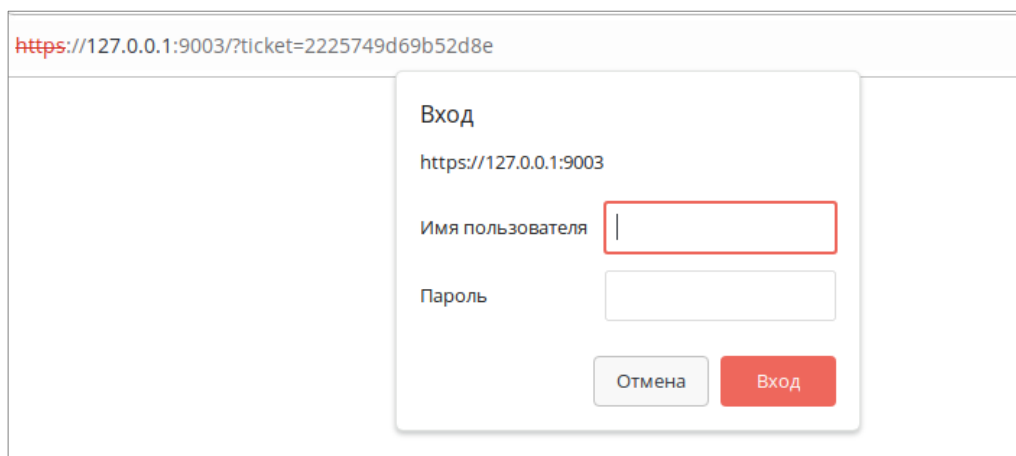 https://127.0.0.1:9003/?ticket=2225749d69b52d8e
Вход
https://127.0.0.1:9003
Имя пользователя
Пароль
Отмена Вход